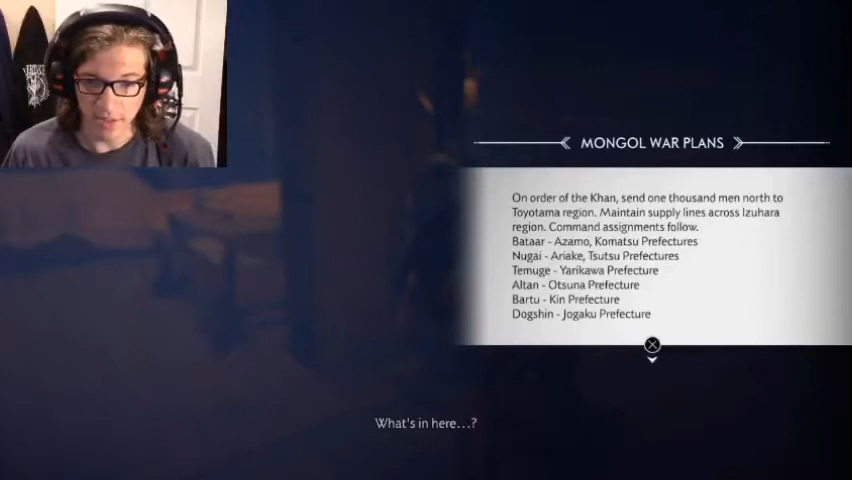 MONGOL WAR PLANS
On order of the Khan, send one thousand men north to
Toyotama region. Maintain supply lines across Izuhara
region. Command assignments follow.
Bataar - Azamo, Komatsu Prefectures
Nugai - Ariake, Tsutsu Prefectures
Temuge - Yarikawa Prefecture
Altan - Otsuna Prefecture
Bartu - Kin Prefecture
Dogshin - Jogaku Prefecture
What's in here...?